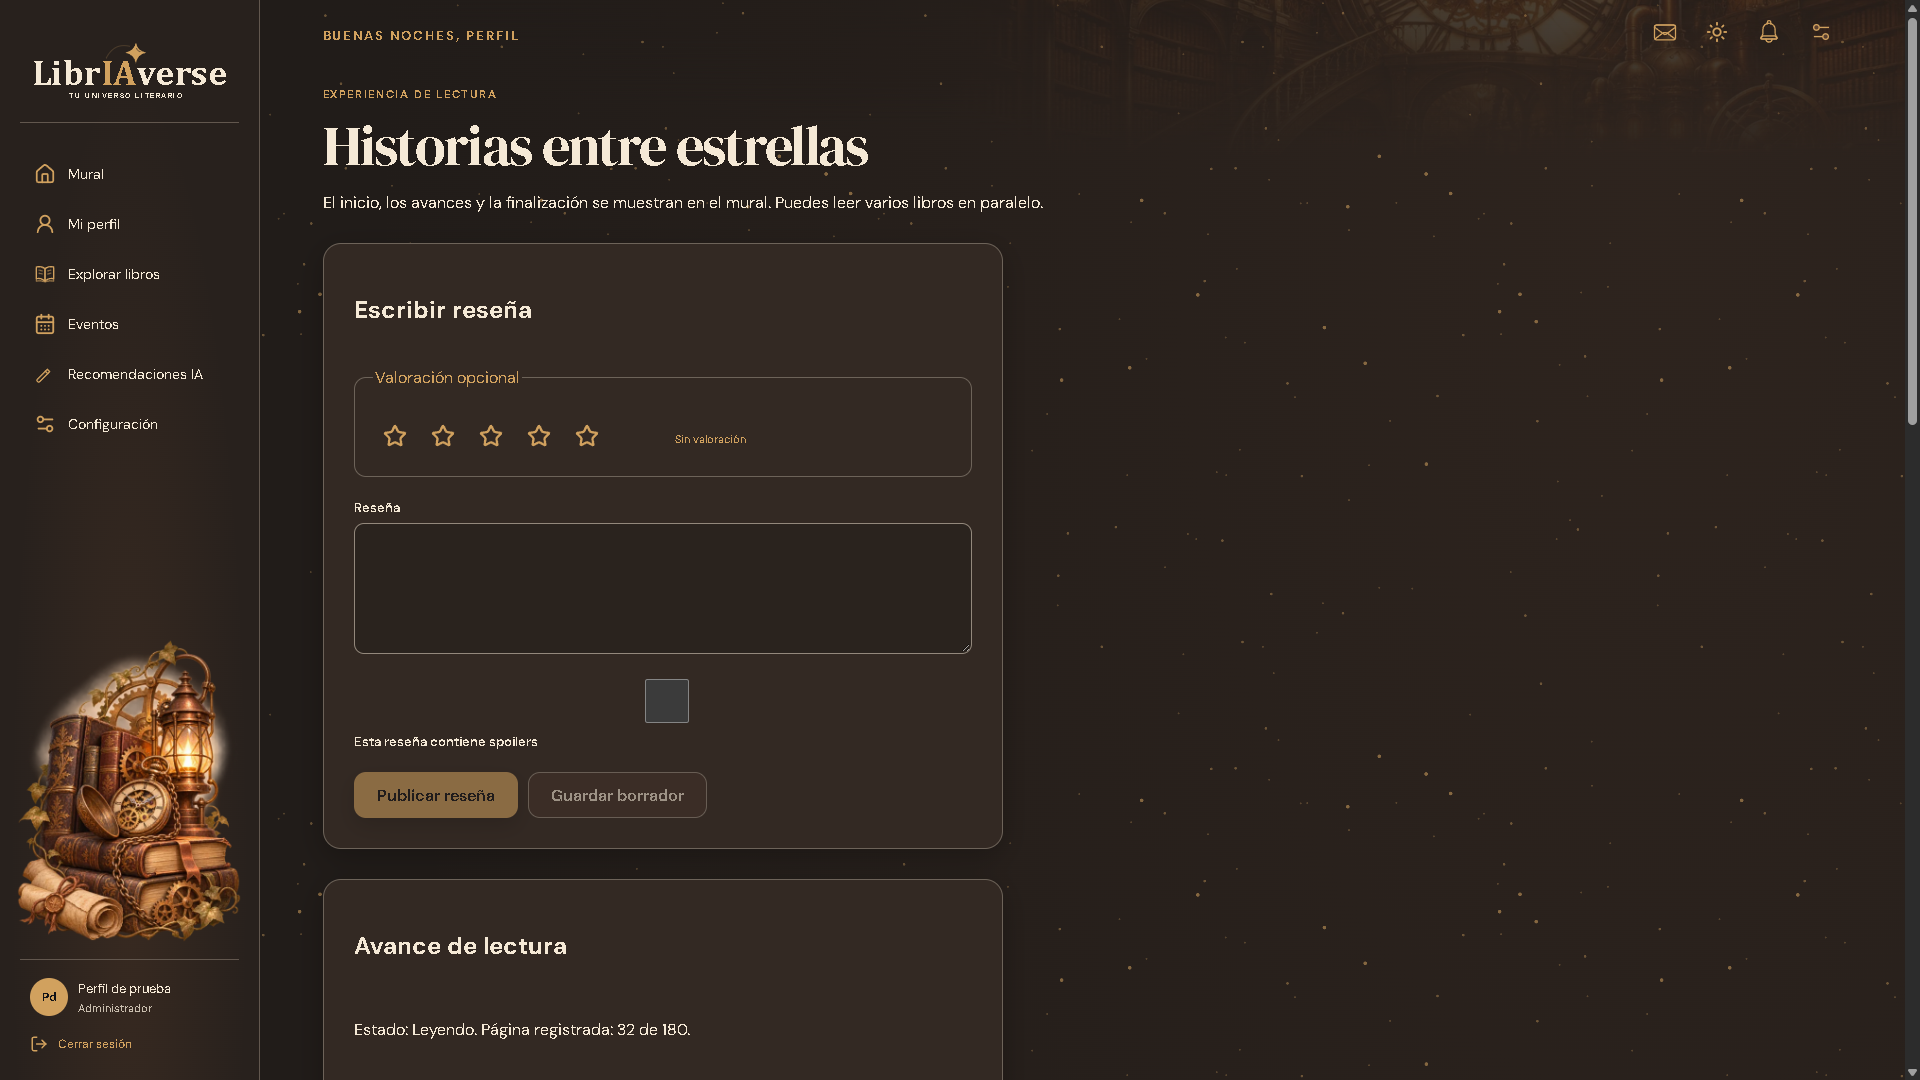 LibrIAverse
TU UNIVERSO LITERARIO
Mural
Mi perfil
Explorar libros
Eventos
Recomendaciones IA
Configuración
Pd
Perfil de prueba
Administrador
Cerrar sesión
BUENAS NOCHES, PERFIL
EXPERIENCIA DE LECTURA
Historias entre estrellas
El inicio, los avances y la finalización se muestran en el mural. Puedes leer varios libros en paralelo.
Escribir reseña
Valoración opcional
Sin valoración
Reseña
Esta reseña contiene spoilers
Publicar reseña
Guardar borrador
Avance de lectura
Estado: Leyendo. Página registrada: 32 de 180.